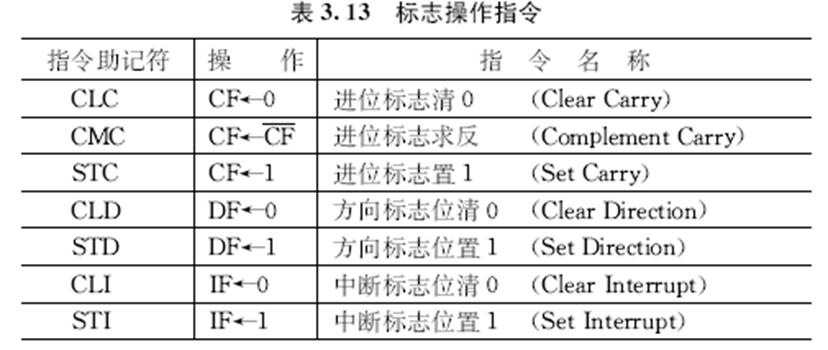 表 3.13 标志操作指令
指令助记符 操 作 指 令 名 称
CLC CF←0 进位标志清 0 (Clear Carry)
CMC CF←C̅F̅ 进位标志求反 (Complement Carry)
STC CF←1 进位标志置 1 (Set Carry)
CLD DF←0 方向标志位清 0 (Clear Direction)
STD DF←1 方向标志位置 1 (Set Direction)
CLI IF←0 中断标志位清 0 (Clear Interrupt)
STI IF←1 中断标志位置 1 (Set Interrupt)